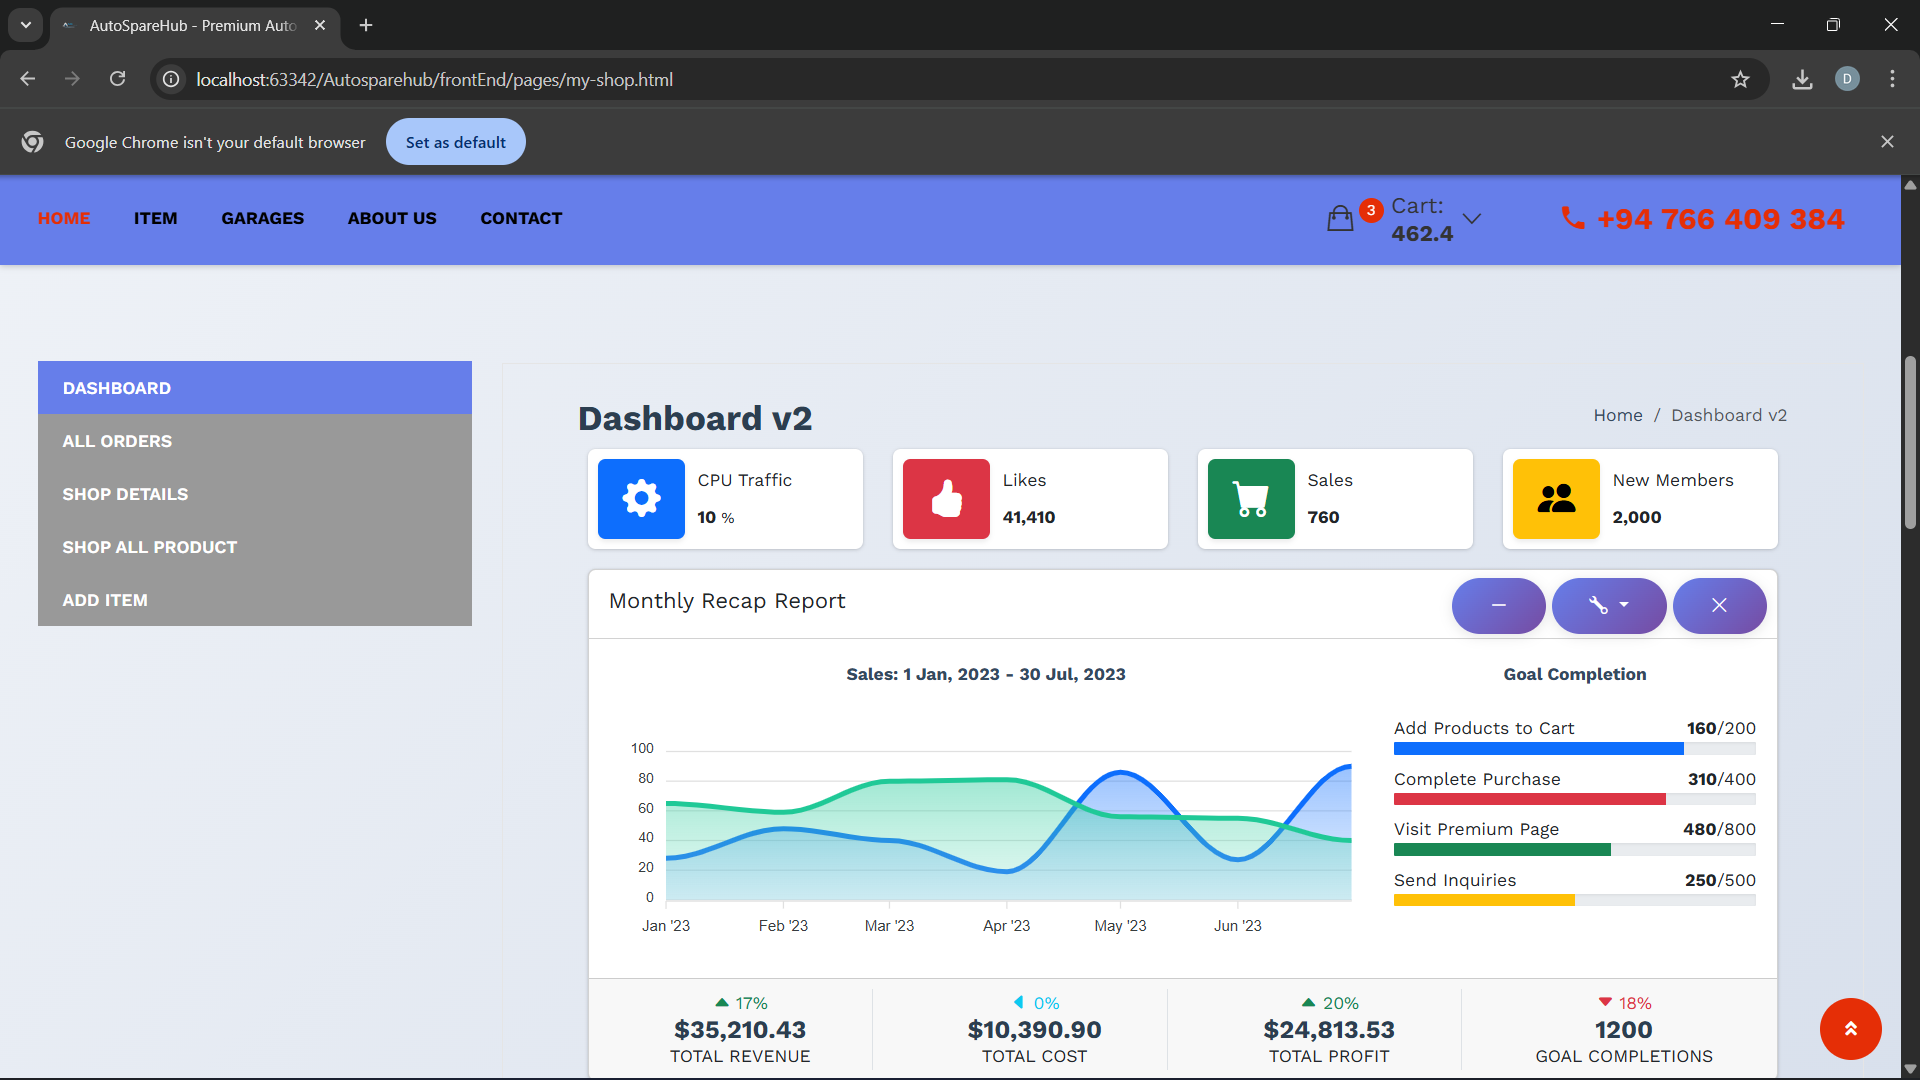 AutoSpareHub - Premium Auto
localhost:63342/Autosparehub/frontEnd/pages/my-shop.html
D
Google Chrome isn't your default browser
Set as default
HOME ITEM GARAGES ABOUT US CONTACT
3
Cart:
462.4
+94 766 409 384
DASHBOARD
ALL ORDERS
SHOP DETAILS
SHOP ALL PRODUCT
ADD ITEM
Dashboard v2
Home / Dashboard v2
CPU Traffic
10 %
Likes
41,410
Sales
760
New Members
2,000
Monthly Recap Report
Sales: 1 Jan, 2023 - 30 Jul, 2023
100
80
60
40
20
0
Jan '23 Feb '23 Mar '23 Apr '23 May '23 Jun '23
Goal Completion
Add Products to Cart 160/200
Complete Purchase 310/400
Visit Premium Page 480/800
Send Inquiries 250/500
17%
$35,210.43
TOTAL REVENUE
0%
$10,390.90
TOTAL COST
20%
$24,813.53
TOTAL PROFIT
18%
1200
GOAL COMPLETIONS